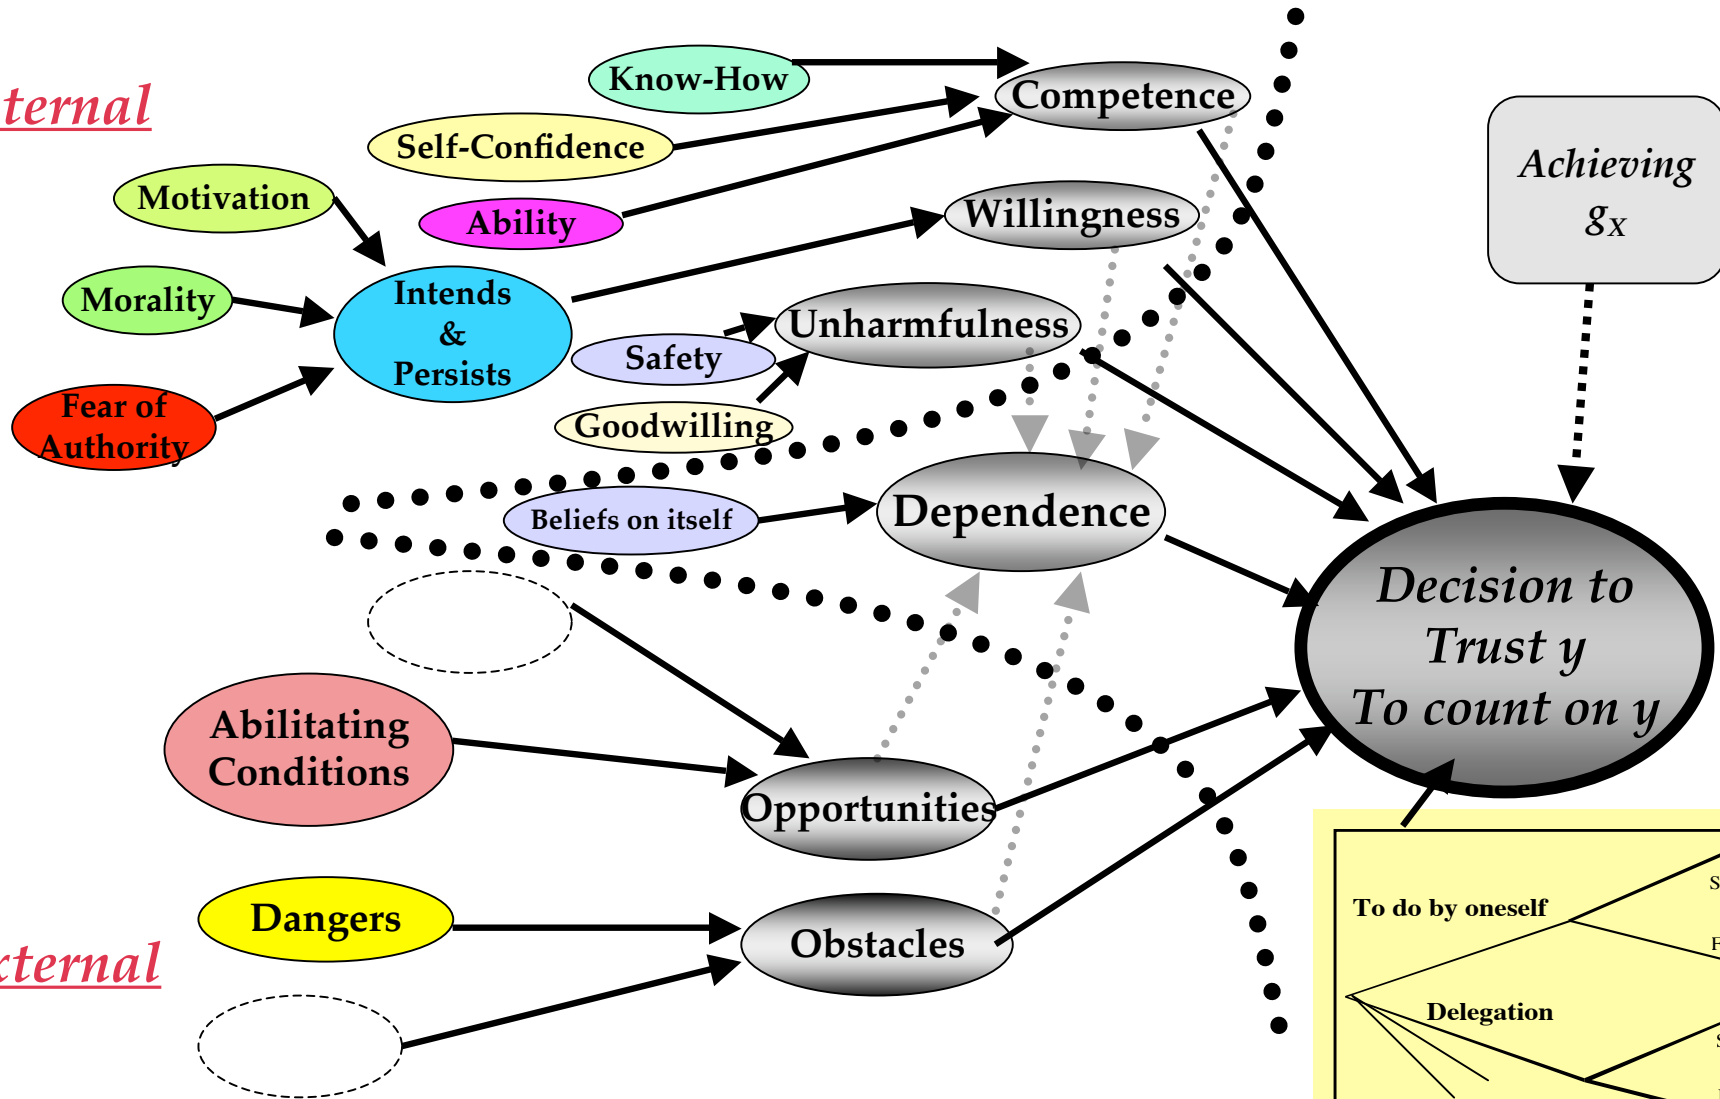 ternal
Know-How
Competence
Self-Confidence
Motivation
Ability
Willingness
Achieving
gX
Morality
Intends
&
Persists
Unharmfulness
Safety
Fear of
Authority
Goodwilling
Beliefs on itself
Dependence
Decision to
Trust y
To count on y
Abilitating
Conditions
Opportunities
Dangers
Obstacles
xternal
To do by oneself
S
F
Delegation
S